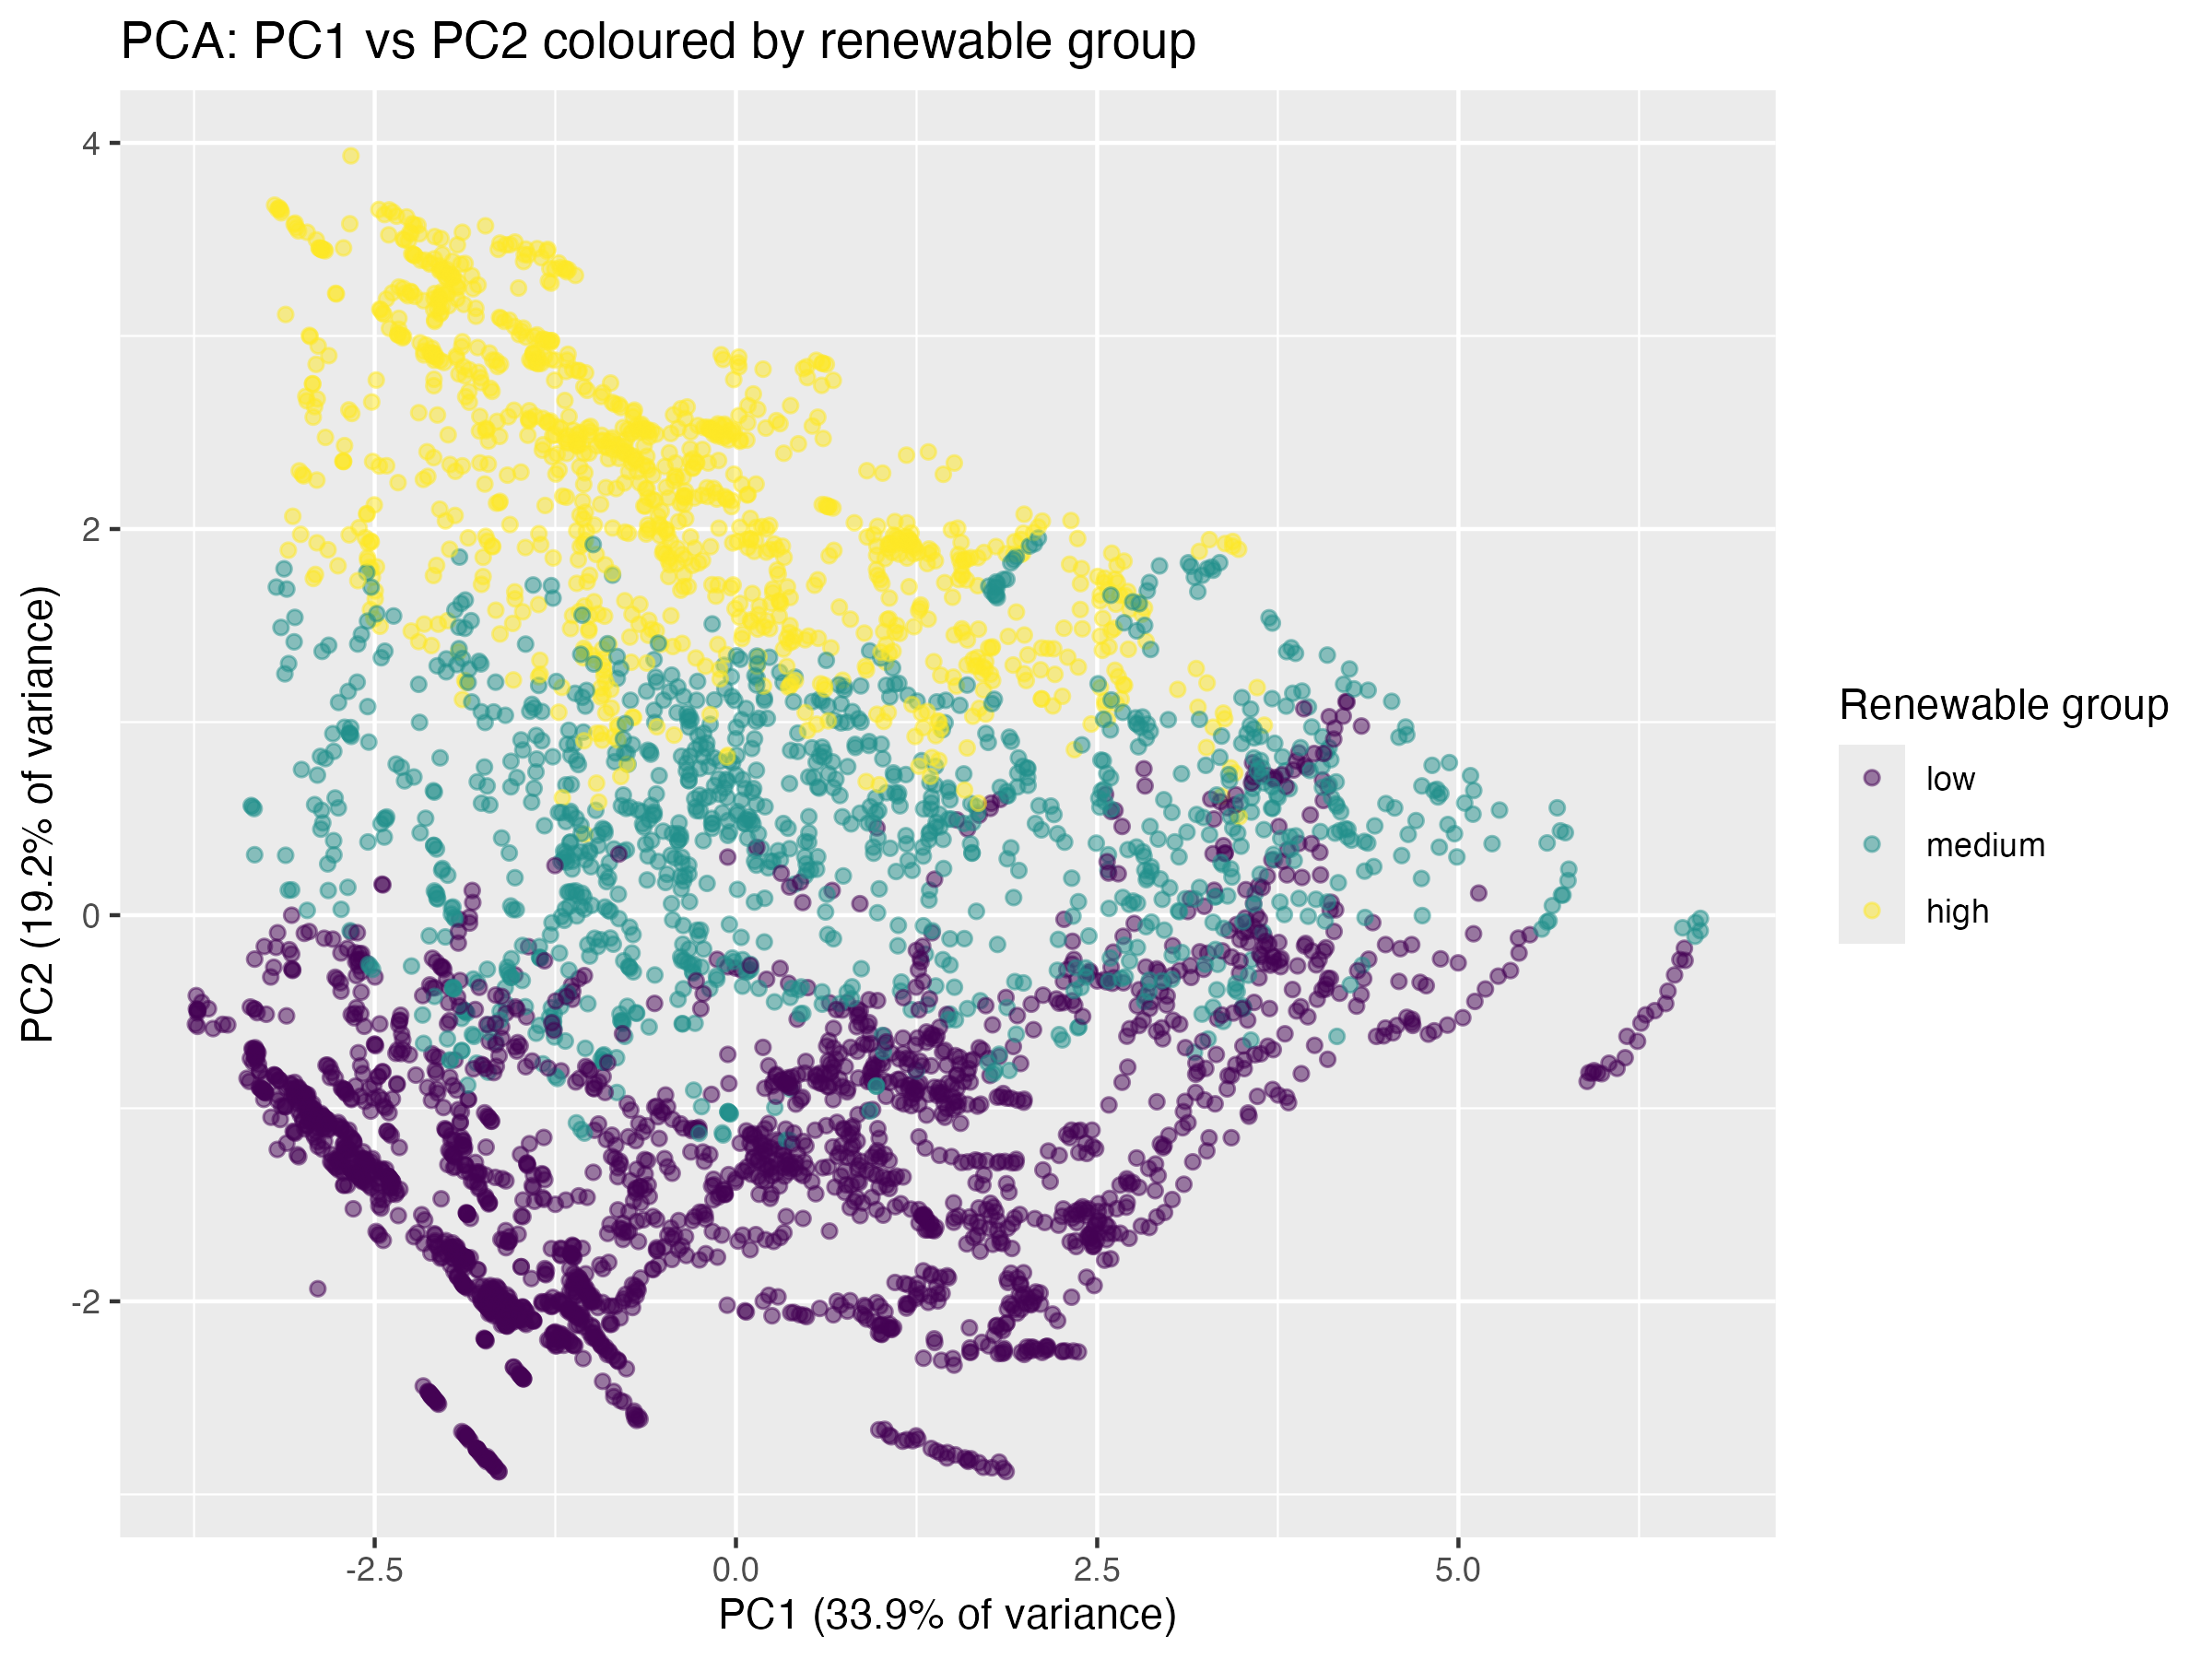 PCA: PC1 vs PC2 coloured by renewable group
4
2
0
-2
PC2 (19.2% of variance)
-2.5
0.0
2.5
5.0
PC1 (33.9% of variance)
Renewable group
low
medium
high